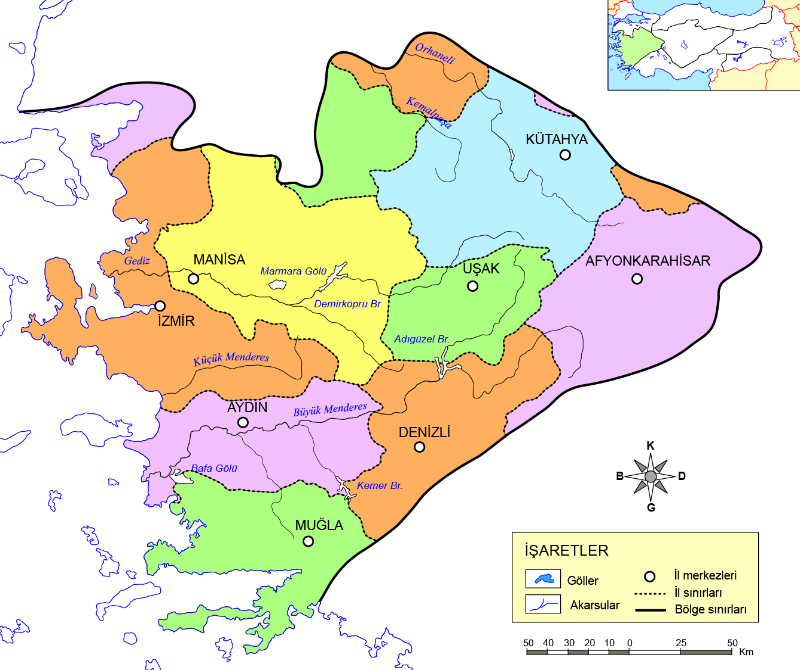 Orhaneli
Kemalpaşa
KÜTAHYA
MANİSA
Gediz
Marmara Gölü
UŞAK
AFYONKARAHİSAR
Demirköprü Br.
İZMİR
Adıgüzel Br.
Küçük Menderes
AYDIN
Büyük Menderes
DENİZLİ
Bafa Gölü
Kemer Br.
MUĞLA
K
B
D
G
İŞARETLER
Göller
İl merkezleri
İl sınırları
Akarsular
Bölge sınırları
50 40 30 20 10 0 25 50
Km